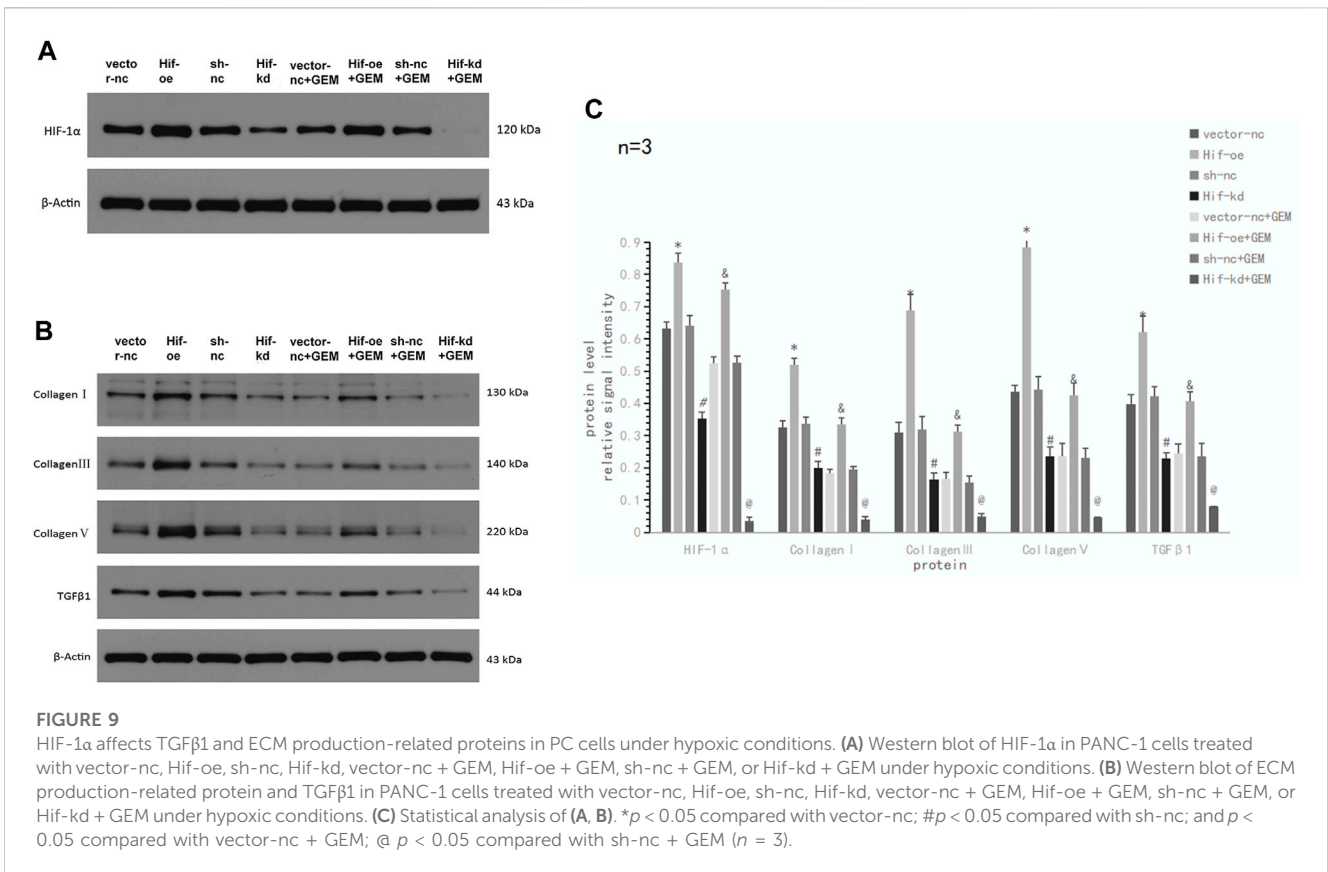 A
vecto Hif- sh- Hif- vector- Hif-oe sh-nc Hif-kd
r-nc oe nc kd nc+GEM +GEM +GEM +GEM
HIF-1α 120 kDa
β-Actin 43 kDa
B
vecto Hif- sh- Hif- vector- Hif-oe sh-nc Hif-kd
r-nc oe nc kd nc+GEM +GEM +GEM +GEM
Collagen I 130 kDa
CollagenIII 140 kDa
Collagen V 220 kDa
TGFβ1 44 kDa
β-Actin 43 kDa
C
n=3
vector-nc
Hif-oe
sh-nc
Hif-kd
vector-nc+GEM
Hif-oe+GEM
sh-nc+GEM
Hif-kd+GEM
protein level
relative signal intensity
0.9
0.8
0.7
0.6
0.5
0.4
0.3
0.2
0.1
0
* # & @
* # & @
* # & @
* # & @
* # & @
HIF-1α Collagen I CollagenIII Collagen V TGFβ1
protein
FIGURE 9
HIF-1α affects TGFβ1 and ECM production-related proteins in PC cells under hypoxic conditions. (A) Western blot of HIF-1α in PANC-1 cells treated
with vector-nc, Hif-oe, sh-nc, Hif-kd, vector-nc + GEM, Hif-oe + GEM, sh-nc + GEM, or Hif-kd + GEM under hypoxic conditions. (B) Western blot of ECM
production-related protein and TGFβ1 in PANC-1 cells treated with vector-nc, Hif-oe, sh-nc, Hif-kd, vector-nc + GEM, Hif-oe + GEM, sh-nc + GEM, or
Hif-kd + GEM under hypoxic conditions. (C) Statistical analysis of (A, B). *p < 0.05 compared with vector-nc; #p < 0.05 compared with sh-nc; and p <
0.05 compared with vector-nc + GEM; @ p < 0.05 compared with sh-nc + GEM (n = 3).